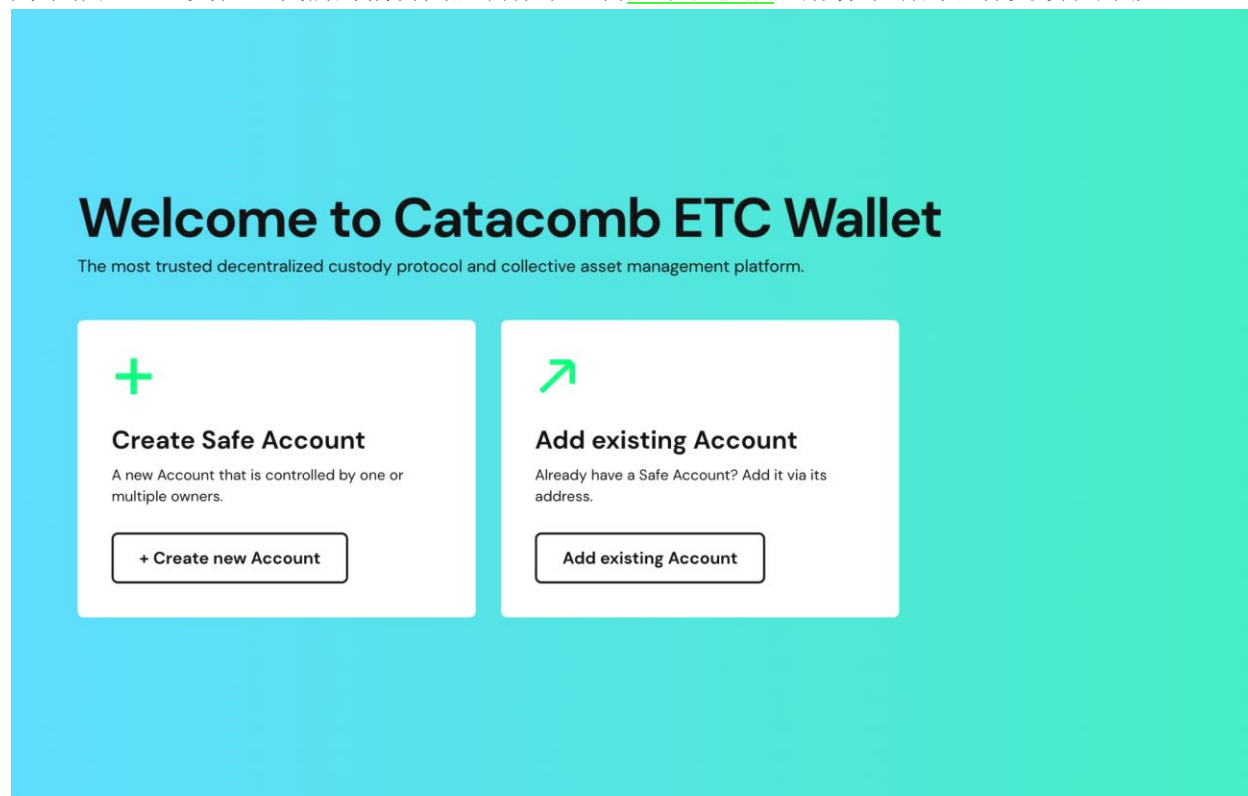 Welcome to Catacomb ETC Wallet
The most trusted decentralized custody protocol and collective asset management platform.
Create Safe Account
A new Account that is controlled by one or
multiple owners.
+ Create new Account
Add existing Account
Already have a Safe Account? Add it via its
address.
Add existing Account